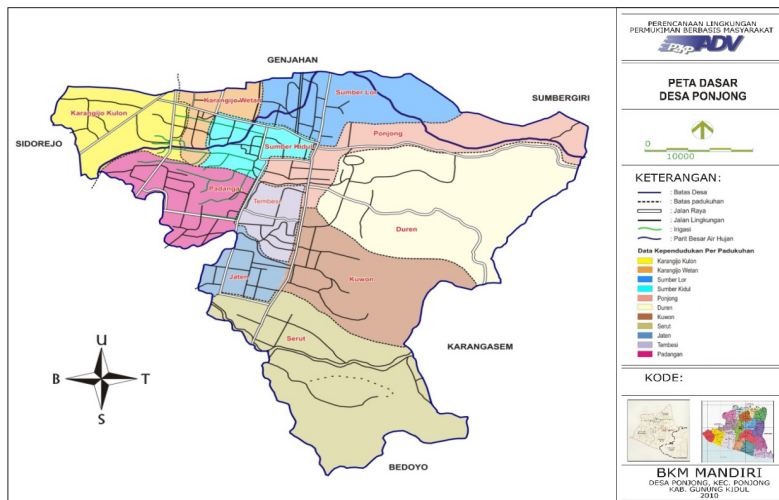 GENJAHAN
SUMBERGIRI
SIDOREJO
KARANGASEM
BEDOYO
Karangijo Kulon
Karangijo Wetan
Sumber Lor
Ponjong
Sumber Kidul
Padangan
Tembesi
Duren
Jaten
Kuwon
Serut
U
B
T
S
PERENCANAAN LINGKUNGAN
PERMUKIMAN BERBASIS MASYARAKAT
P2KP ADV
PETA DASAR
DESA PONJONG
0
10000
KETERANGAN:
: Batas Desa
: Batas padukuhan
: Jalan Raya
: Jalan Lingkungan
: Irigasi
: Parit Besar Air Hujan
Data Kependudukan Per Padukuhan
Karangijo Kulon
Karangijo Wetan
Sumber Lor
Sumber Kidul
Ponjong
Duren
Kuwon
Serut
Jaten
Tembesi
Padangan
KODE:
BKM MANDIRI
DESA PONJONG, KEC. PONJONG
KAB. GUNUNG KIDUL
2010